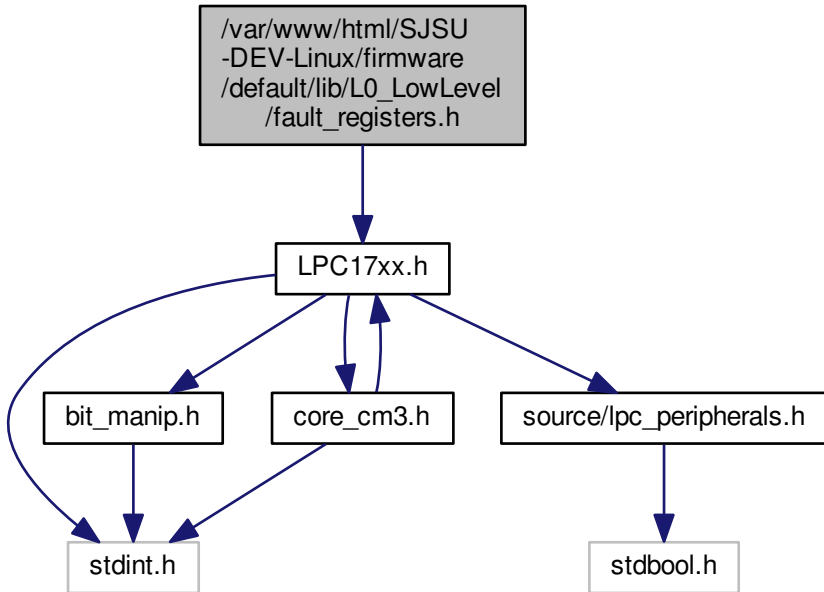 /var/www/html/SJSU
-DEV-Linux/firmware
/default/lib/L0_LowLevel
/fault_registers.h
LPC17xx.h
bit_manip.h
core_cm3.h
source/lpc_peripherals.h
stdint.h
stdbool.h